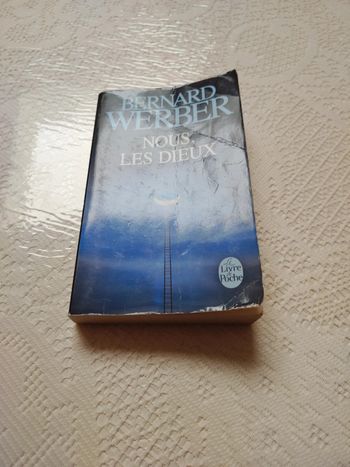 BERNARD
WERBER
NOUS,
LES DIEUX
Le
Livre
de
Poche